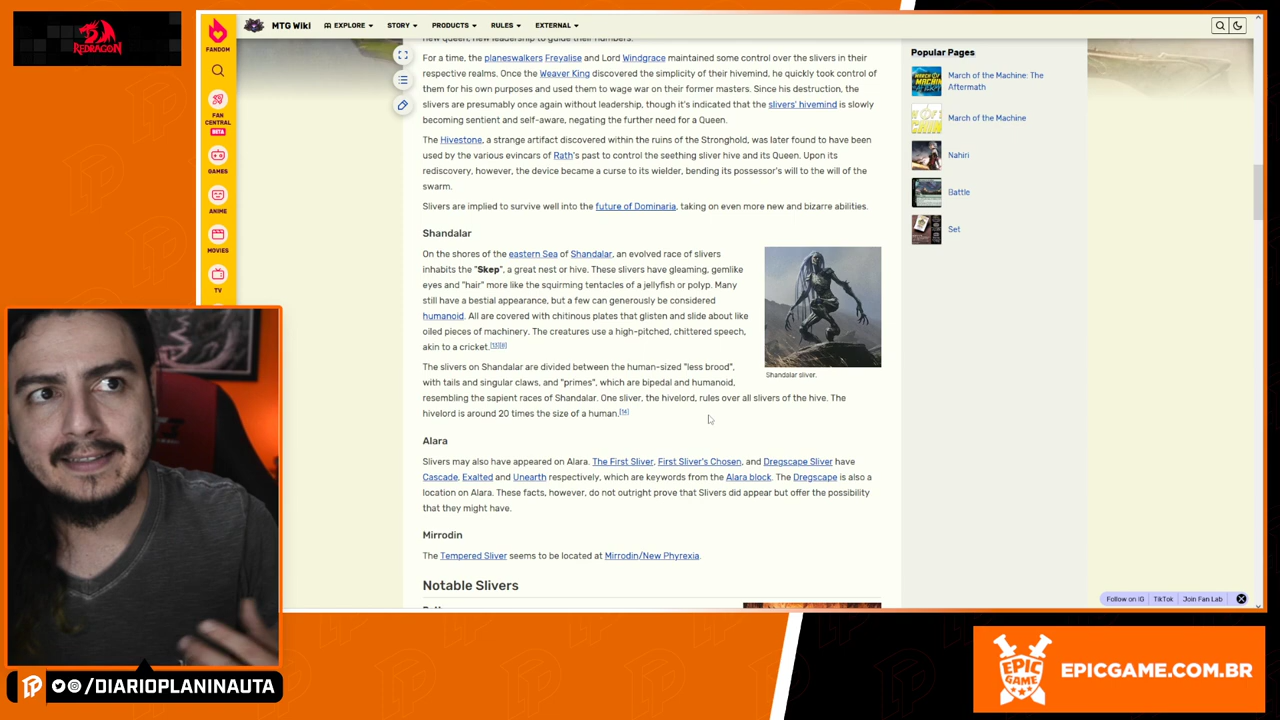 REDRAGON
FANDOM
FAN
CENTRAL
BETA
GAMES
ANIME
MOVIES
TV
MTG Wiki
EXPLORE
STORY
PRODUCTS
RULES
EXTERNAL
new queen, new leadership to guide their numbers.
For a time, the planeswalkers Freyalise and Lord Windgrace maintained some control over the slivers in their
respective realms. Once the Weaver King discovered the simplicity of their hivemind, he quickly took control of
them for his own purposes and used them to wage war on their former masters. Since his destruction, the
slivers are presumably once again without leadership, though it's indicated that the slivers' hivemind is slowly
becoming sentient and self-aware, negating the further need for a Queen.
The Hivestone, a strange artifact discovered within the ruins of the Stronghold, was later found to have been
used by the various evincars of Rath's past to control the seething sliver hive and its Queen. Upon its
rediscovery, however, the device became a curse to its wielder, bending its possessor's will to the will of the
swarm.
Slivers are implied to survive well into the future of Dominaria, taking on even more new and bizarre abilities.
Shandalar
On the shores of the eastern Sea of Shandalar, an evolved race of slivers
inhabits the "Skep", a great nest or hive. These slivers have gleaming, gemlike
eyes and "hair" more like the squirming tentacles of a jellyfish or polyp. Many
still have a bestial appearance, but a few can generously be considered
humanoid. All are covered with chitinous plates that glisten and slide about like
oiled pieces of machinery. The creatures use a high-pitched, chittered speech,
akin to a cricket.[13][6]
Shandalar sliver.
The slivers on Shandalar are divided between the human-sized "less brood",
with tails and singular claws, and "primes", which are bipedal and humanoid,
resembling the sapient races of Shandalar. One sliver, the hivelord, rules over all slivers of the hive. The
hivelord is around 20 times the size of a human.[14]
Alara
Slivers may also have appeared on Alara. The First Sliver, First Sliver's Chosen, and Dregscape Sliver have
Cascade, Exalted and Unearth respectively, which are keywords from the Alara block. The Dregscape is also a
location on Alara. These facts, however, do not outright prove that Slivers did appear but offer the possibility
that they might have.
Mirrodin
The Tempered Sliver seems to be located at Mirrodin/New Phyrexia.
Notable Slivers
Popular Pages
March of the Machine: The
Aftermath
March of the Machine
Nahiri
Battle
Set
Follow on IG
TikTok
Join Fan Lab
/DIARIOPLANINAUTA
EPIC
GAME
EPICGAME.COM.BR